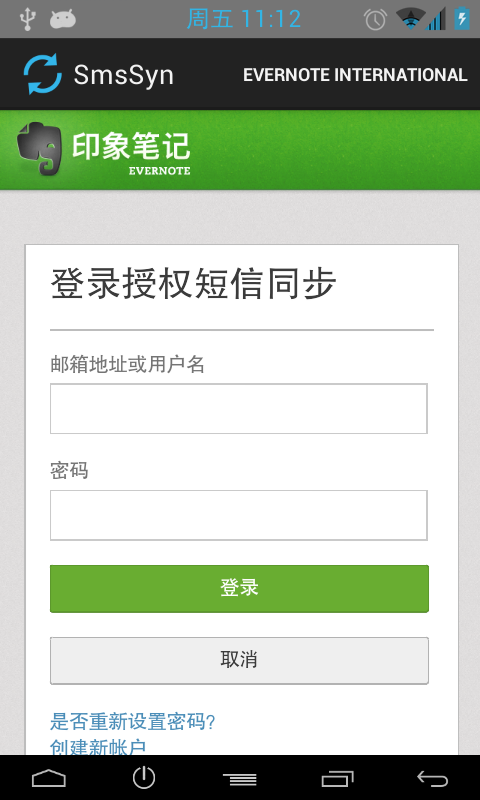 周五 11:12
SmsSyn
EVERNOTE INTERNATIONAL
印象笔记
EVERNOTE
登录授权短信同步
邮箱地址或用户名
密码
登录
取消
是否重新设置密码?
创建新帐户